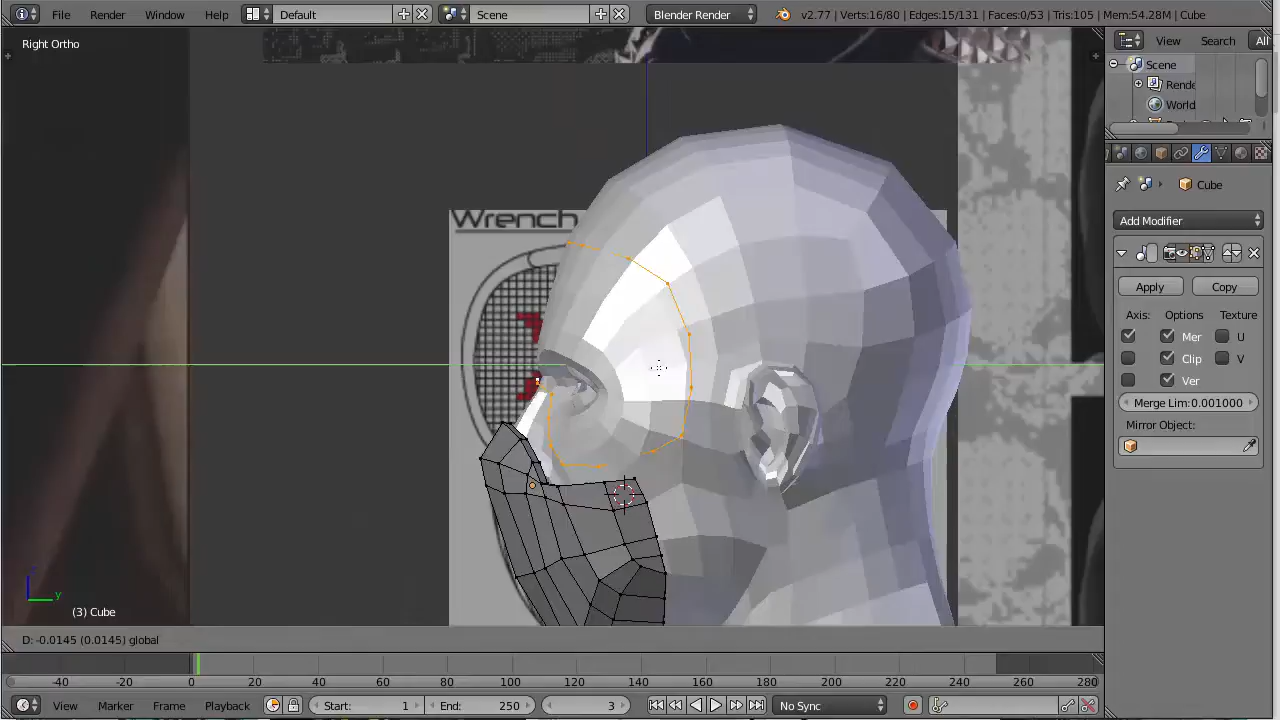 File Render Window Help Default Scene Blender Render v2.77 | Verts:16/80 | Edges:15/131 | Faces:0/53 | Tris:105 | Mem:54.28M | Cube
Right Ortho
View Search All
Scene
Rende
World
Cube
Wrench
Add Modifier
Apply Copy
Axis: Options Texture
Mer U
Clip V
Ver
Merge Lim:0.001000
Mirror Object:
y
(3) Cube
D: -0.0145 (0.0145) global
-40 -20 0 20 40 60 80 100 120 140 160 180 200 220 240 260 280
View Marker Frame Playback Start: 1 End: 250 3 No Sync